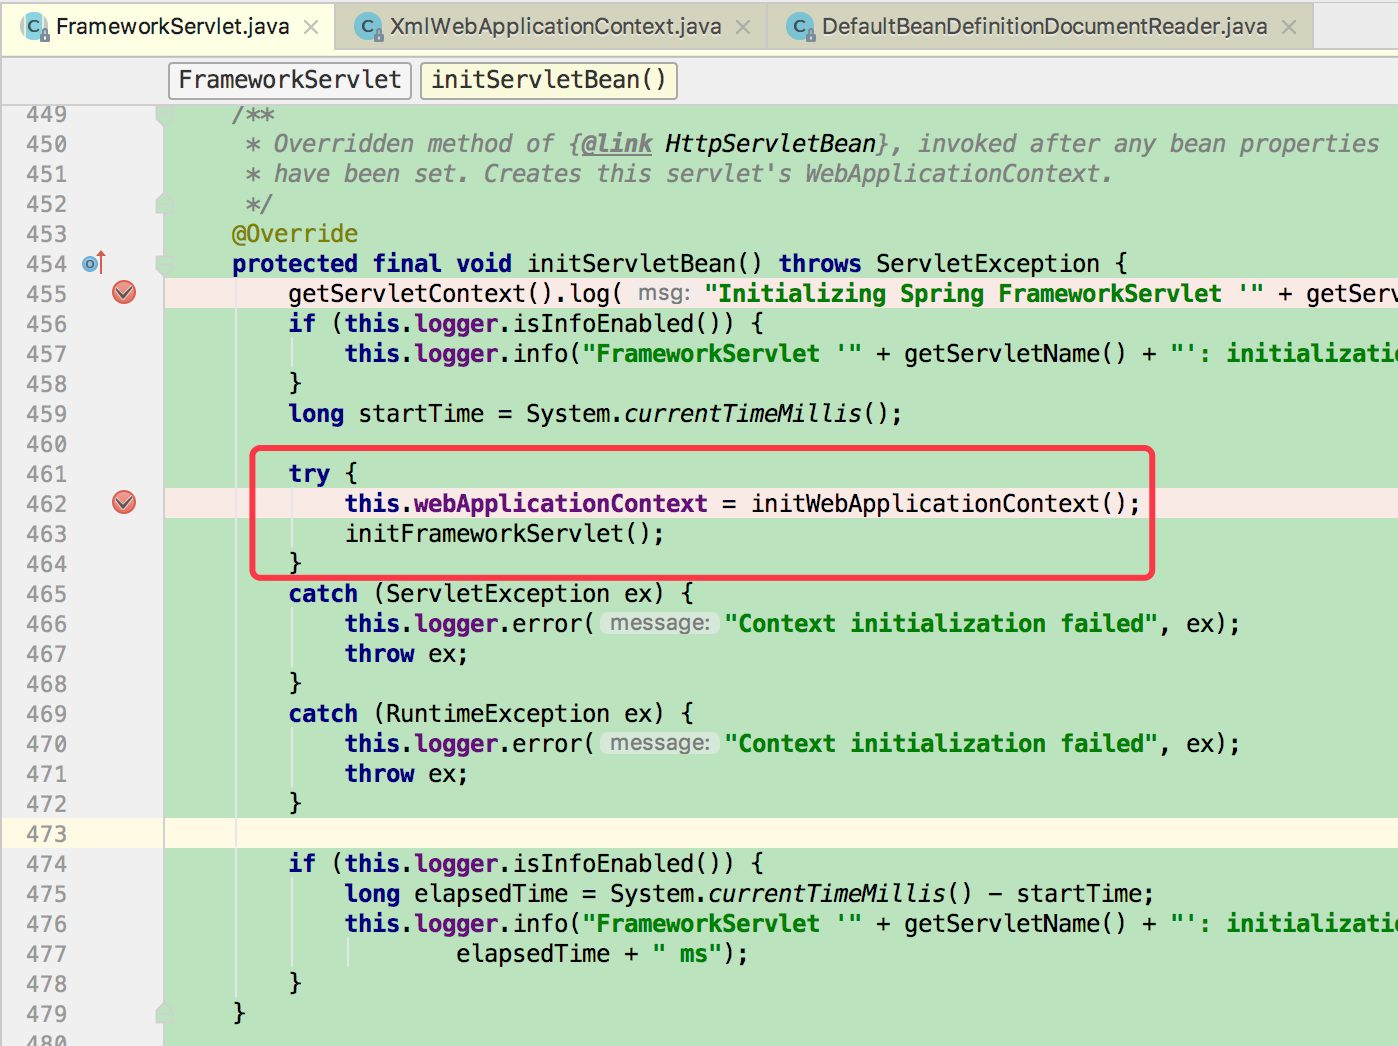 FrameworkServlet.java XmlWebApplicationContext.java DefaultBeanDefinitionDocumentReader.java
FrameworkServlet initServletBean()
449 /**
450 * Overridden method of {@link HttpServletBean}, invoked after any bean properties
451 * have been set. Creates this servlet's WebApplicationContext.
452 */
453 @Override
454 protected final void initServletBean() throws ServletException {
455 getServletContext().log( msg: "Initializing Spring FrameworkServlet '" + getServ
456 if (this.logger.isInfoEnabled()) {
457 this.logger.info("FrameworkServlet '" + getServletName() + "': initializatio
458 }
459 long startTime = System.currentTimeMillis();
460
461 try {
462 this.webApplicationContext = initWebApplicationContext();
463 initFrameworkServlet();
464 }
465 catch (ServletException ex) {
466 this.logger.error( message: "Context initialization failed", ex);
467 throw ex;
468 }
469 catch (RuntimeException ex) {
470 this.logger.error( message: "Context initialization failed", ex);
471 throw ex;
472 }
473
474 if (this.logger.isInfoEnabled()) {
475 long elapsedTime = System.currentTimeMillis() - startTime;
476 this.logger.info("FrameworkServlet '" + getServletName() + "': initializatio
477 elapsedTime + " ms");
478 }
479 }
480